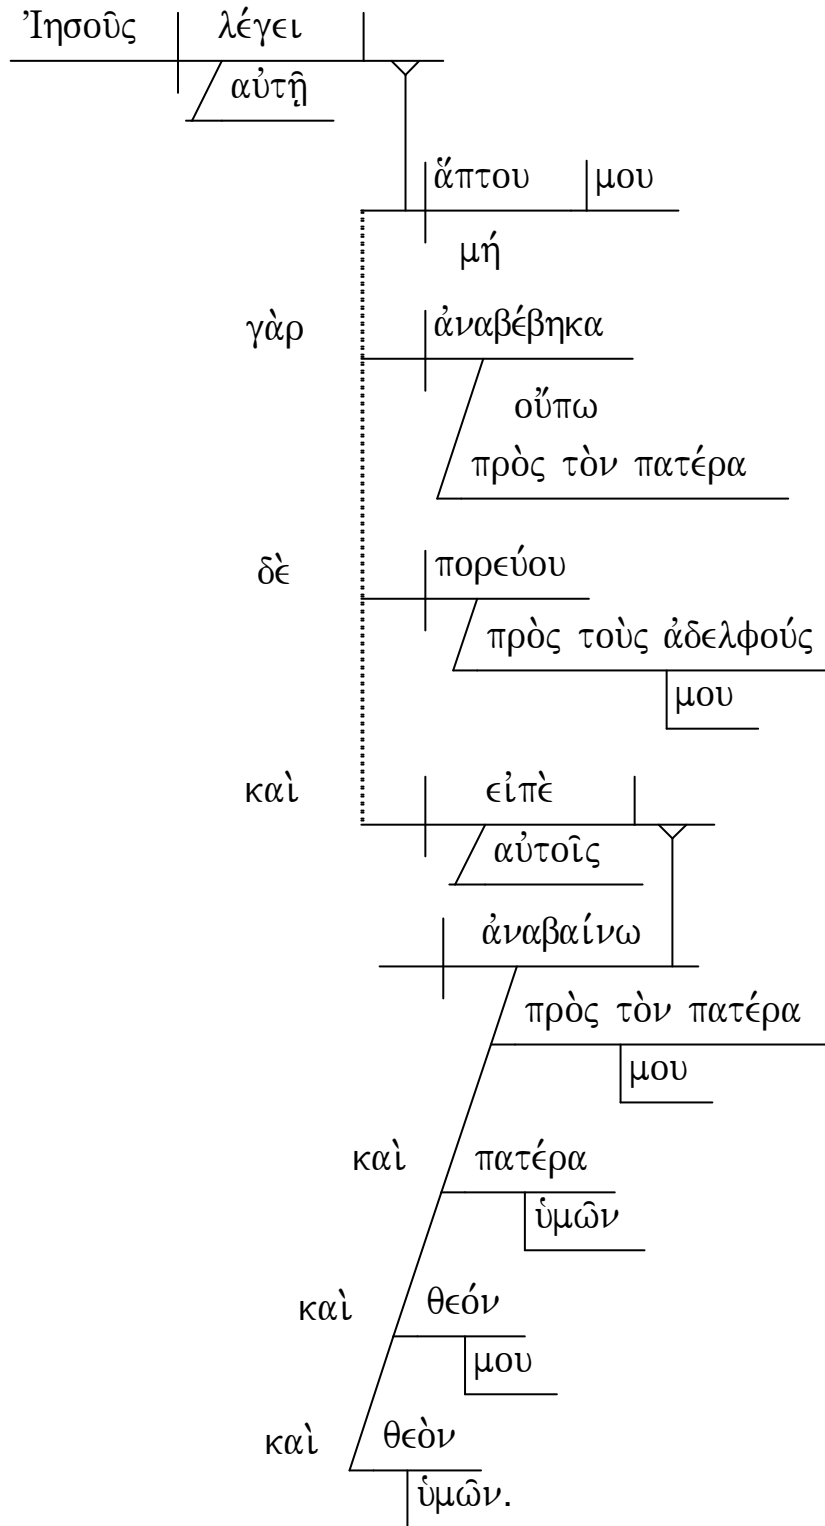 Ἰησοῦς λέγει
αὐτῇ
ἅπτου μου
μή
γὰρ ἀναβέβηκα
οὔπω
πρὸς τὸν πατέρα
δὲ πορεύου
πρὸς τοὺς ἀδελφούς
μου
καὶ εἰπὲ
αὐτοῖς
ἀναβαίνω
πρὸς τὸν πατέρα
μου
καὶ πατέρα
ὑμῶν
καὶ θεόν
μου
καὶ θεὸν
ὑμῶν.